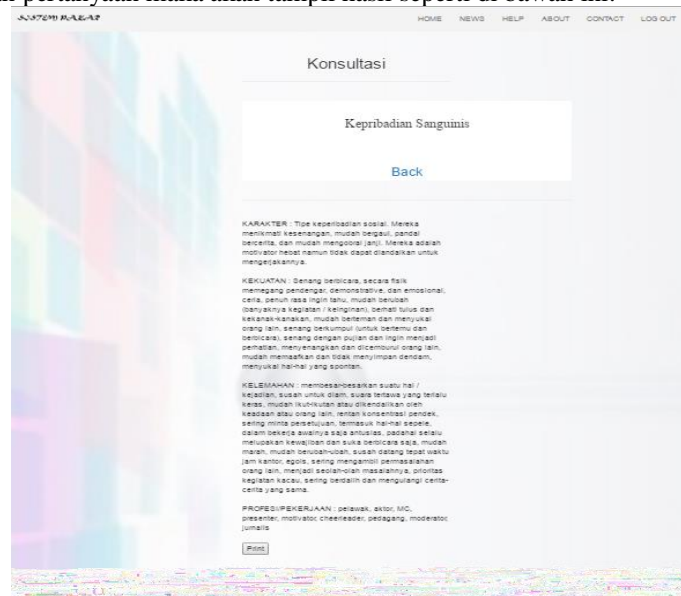 pertanyaan maka akan tampil hasil seperti di bawah ini:
SISTEM PAKAR
HOME NEWS HELP ABOUT CONTACT LOG OUT
Konsultasi
Kepribadian Sanguinis
Back
KARAKTER : Tipe keperibadian sosial. Mereka
menikmati kesenangan, mudah bergaul, pandai
bercerita, dan mudah mengobral janji. Mereka adalah
motivator hebat namun tidak dapat diandalkan untuk
mengerjakannya.
KEKUATAN : Senang berbicara, secara fisik
memegang pendengar, demonstrative, dan emosional,
ceria, penuh rasa ingin tahu, mudah berubah
(banyaknya kegiatan / keinginan), berhati tulus dan
kekanak-kanakan, mudah berteman dan menyukai
orang lain, senang berkumpul (untuk bertemu dan
berbicara), senang dengan pujian dan ingin menjadi
perhatian, menyenangkan dan dicemburui orang lain,
mudah memaafkan dan tidak menyimpan dendam,
menyukai hal-hal yang spontan.
KELEMAHAN : membesar-besarkan suatu hal /
kejadian, susah untuk diam, suara tertawa yang terlalu
keras, mudah ikut-ikutan atau dikendalikan oleh
keadaan atau orang lain, rentan konsentrasi pendek,
sering minta persetujuan, termasuk hal-hal sepele,
dalam bekerja awalnya saja antusias, padahal selalu
melupakan kewajiban dan suka berbicara saja, mudah
marah, mudah berubah-ubah, susah datang tepat waktu
jam kantor, egois, sering mengambil permasalahan
orang lain, menjadi seolah-olah masalahnya, prioritas
kegiatan kacau, sering berdalih dan mengulangi cerita-
cerita yang sama.
PROFESI/PEKERJAAN : pelawak, aktor, MC,
presenter, motivator, cheerleader, pedagang, moderator,
jurnalis
Print